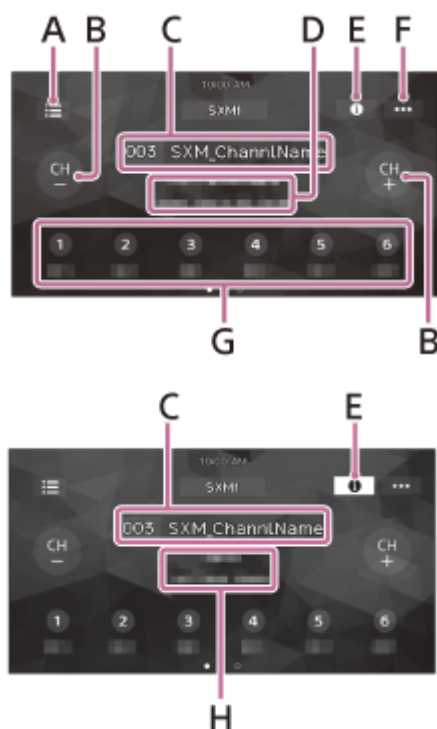 A B C D E F
10:00 AM
SXM1
003 SXM_ChannlName
CH
−
CH
+
1 2 3 4 5 6
G B
C E
10:00 AM
SXM1
003 SXM_ChannlName
CH
−
CH
+
1 2 3 4 5 6
H